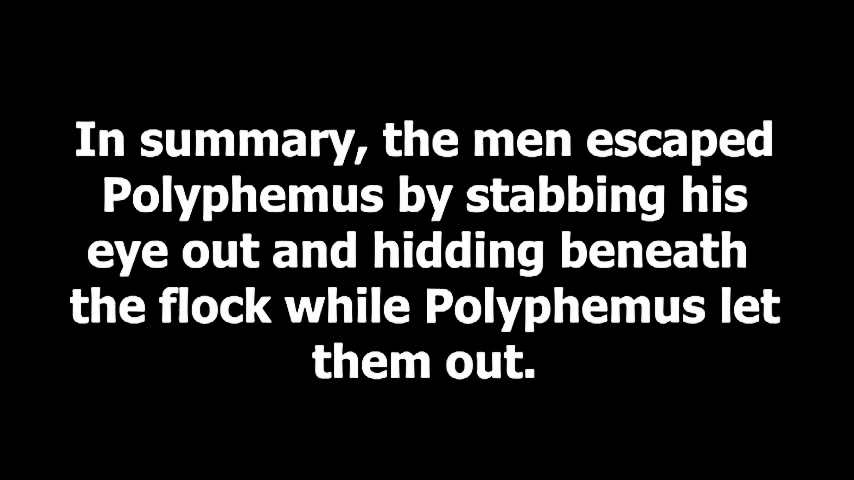 In summary, the men escaped
Polyphemus by stabbing his
eye out and hidding beneath
the flock while Polyphemus let
them out.